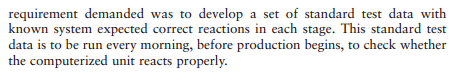 requirement demanded was to develop a set of standard test data with
known system expected correct reactions in each stage. This standard test
data is to be run every morning, before production begins, to check whether
the computerized unit reacts properly.